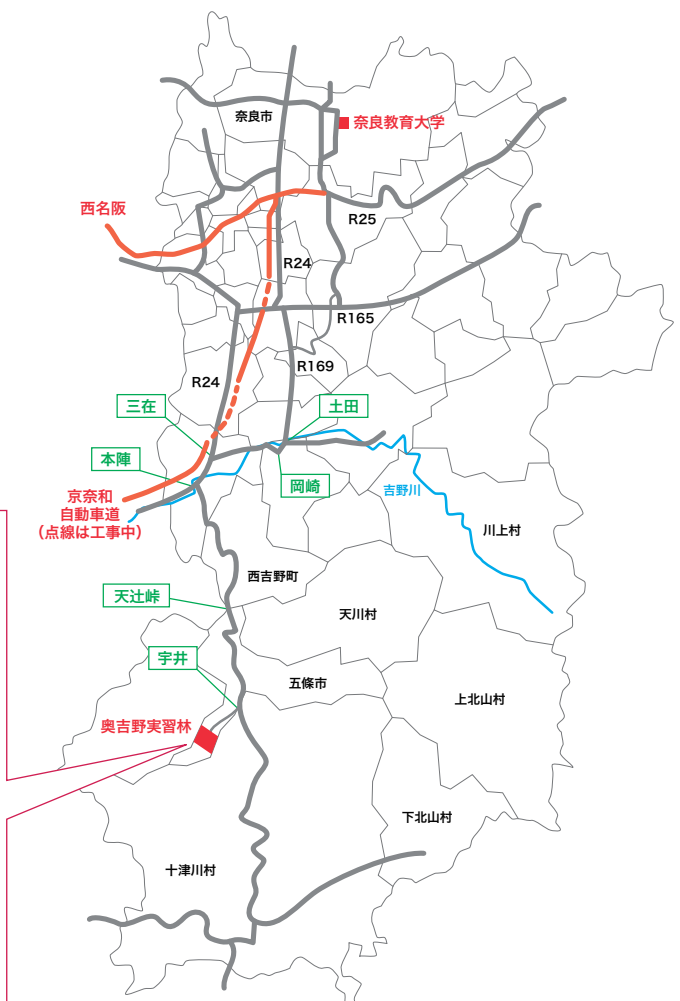 奈良市
奈良教育大学
西名阪
R25
R24
R165
R169
R24
三在
土田
本陣
岡崎
京奈和
自動車道
(点線は工事中)
吉野川
川上村
西吉野町
天辻峠
天川村
宇井
五條市
上北山村
奥吉野実習林
下北山村
十津川村